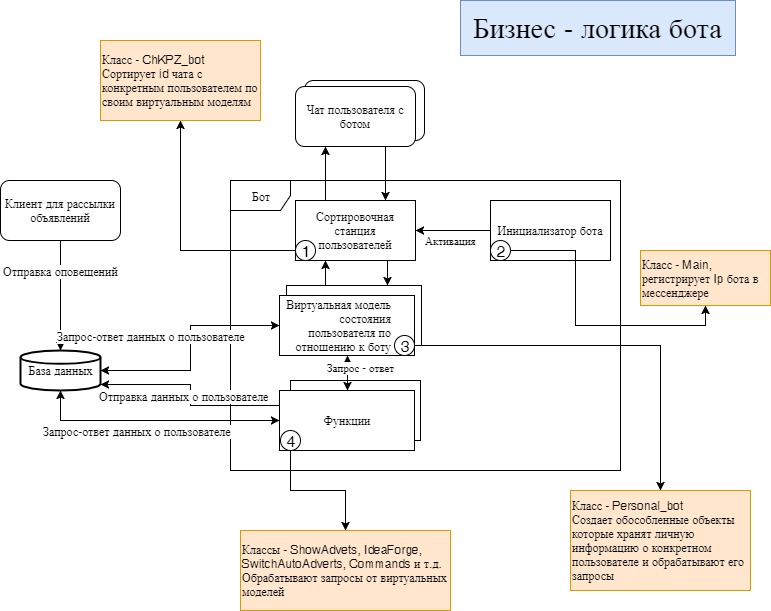 Бизнес - логика бота
Класс - ChKPZ_bot
Сортирует id чата с
конкретным пользователем по
своим виртуальным моделям
Чат пользователя с
ботом
Клиент для рассылки
объявлений
Бот
Сортировочная
станция
пользователей
1
Активация
Инициализатор бота
2
Отправка оповещений
Класс - Main,
регистрирует Ip бота в
мессенджере
Виртуальная модель
состояния
пользователя по
отношению к боту
3
Запрос-ответ данных о пользователе
База данных
Запрос - ответ
Отправка данных о пользователе
Функции
4
Запрос-ответ данных о пользователе
Класс - Personal_bot
Создает обособленные объекты
которые хранят личную
информацию о конкретном
пользователе и обрабатывают его
запросы
Классы - ShowAdvets, IdeaForge,
SwitchAutoAdverts, Commands и т.д.
Обрабатывают запросы от виртуальных
моделей